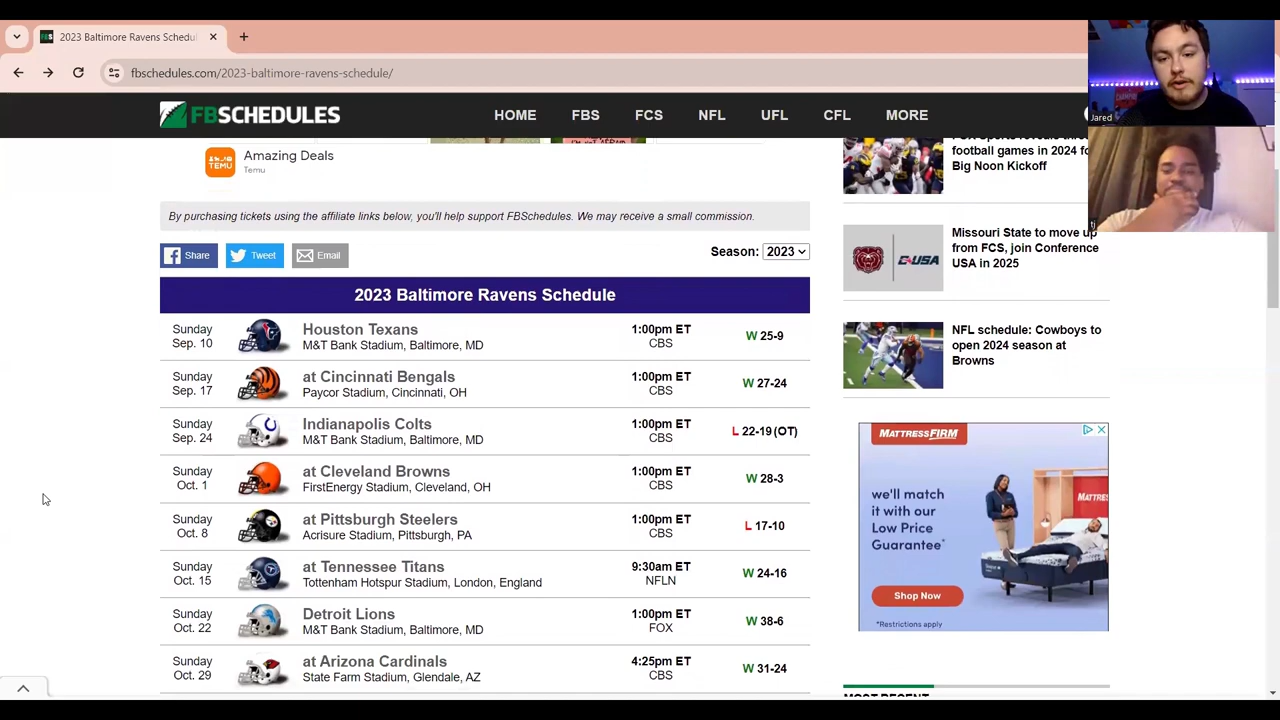 2023 Baltimore Ravens Schedul
fbschedules.com/2023-baltimore-ravens-schedule/
FBSCHEDULES
HOME FBS FCS NFL UFL CFL MORE
Jared
TEMU
Amazing Deals
Temu
football games in 2024 fo
Big Noon Kickoff
By purchasing tickets using the affiliate links below, you'll help support FBSchedules. We may receive a small commission.
Share Tweet Email
Season: 2023
2023 Baltimore Ravens Schedule
Sunday
Sep. 10
Houston Texans
M&T Bank Stadium, Baltimore, MD
1:00pm ET
CBS
W 25-9
Sunday
Sep. 17
at Cincinnati Bengals
Paycor Stadium, Cincinnati, OH
1:00pm ET
CBS
W 27-24
Sunday
Sep. 24
Indianapolis Colts
M&T Bank Stadium, Baltimore, MD
1:00pm ET
CBS
L 22-19 (OT)
Sunday
Oct. 1
at Cleveland Browns
FirstEnergy Stadium, Cleveland, OH
1:00pm ET
CBS
W 28-3
Sunday
Oct. 8
at Pittsburgh Steelers
Acrisure Stadium, Pittsburgh, PA
1:00pm ET
CBS
L 17-10
Sunday
Oct. 15
at Tennessee Titans
Tottenham Hotspur Stadium, London, England
9:30am ET
NFLN
W 24-16
Sunday
Oct. 22
Detroit Lions
M&T Bank Stadium, Baltimore, MD
1:00pm ET
FOX
W 38-6
Sunday
Oct. 29
at Arizona Cardinals
State Farm Stadium, Glendale, AZ
4:25pm ET
CBS
W 31-24
Missouri State to move up
from FCS, join Conference
USA in 2025
C-USA
NFL schedule: Cowboys to
open 2024 season at
Browns
MATTRESSFIRM
we'll match
it with our
Low Price
Guarantee*
Shop Now
*Restrictions apply
MOST RECENT